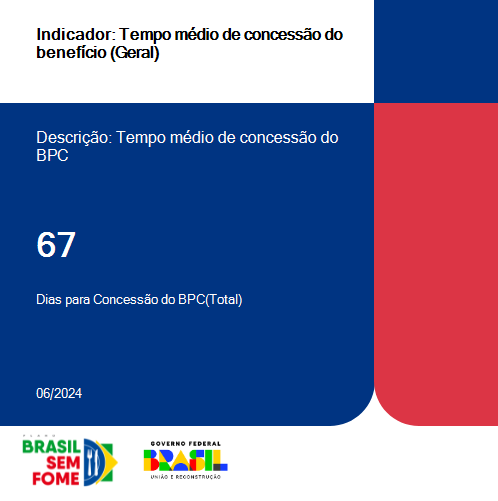 Indicador: Tempo médio de concessão do
benefício (Geral)
Descrição: Tempo médio de concessão do
BPC
67
Dias para Concessão do BPC(Total)
06/2024
PLANO
BRASIL
SEM
FOME
GOVERNO FEDERAL
BRASIL
UNIÃO E RECONSTRUÇÃO